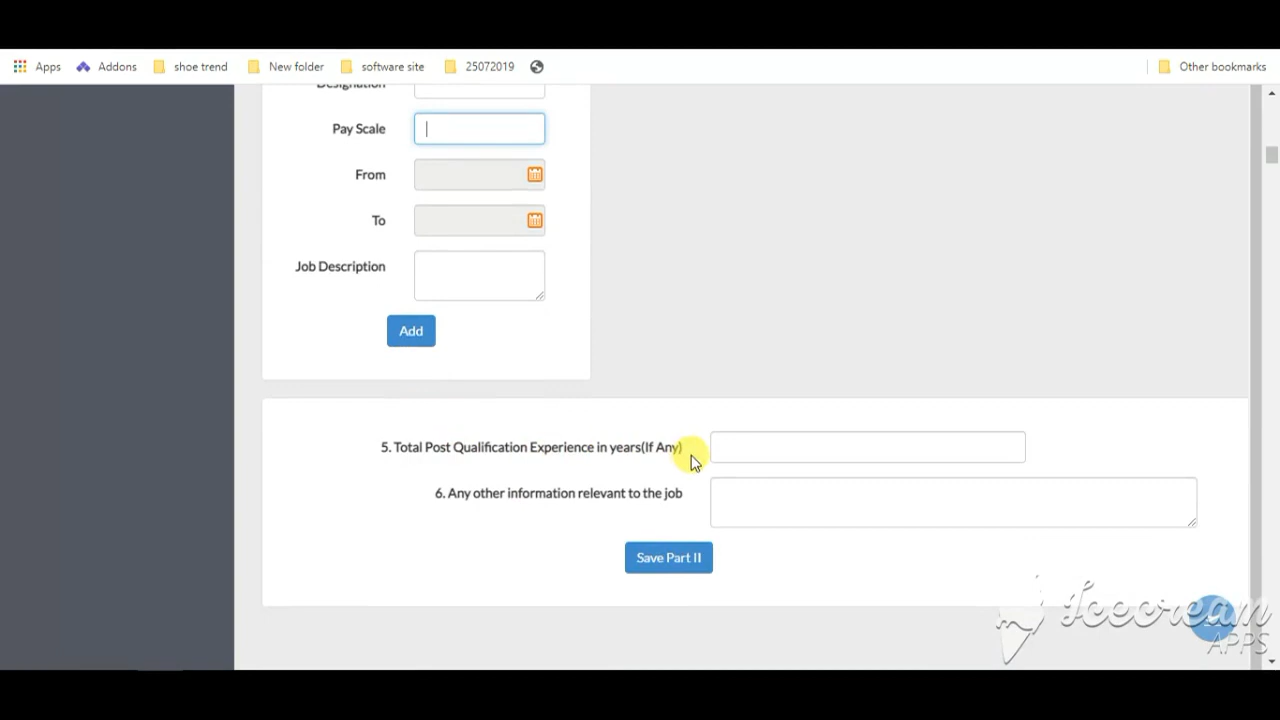 Apps Addons shoe trend New folder software site 25072019 Other bookmarks
Designation
Pay Scale
From
To
Job Description
Add
5. Total Post Qualification Experience in years(If Any)
6. Any other information relevant to the job
Save Part II
Icecream
APPS